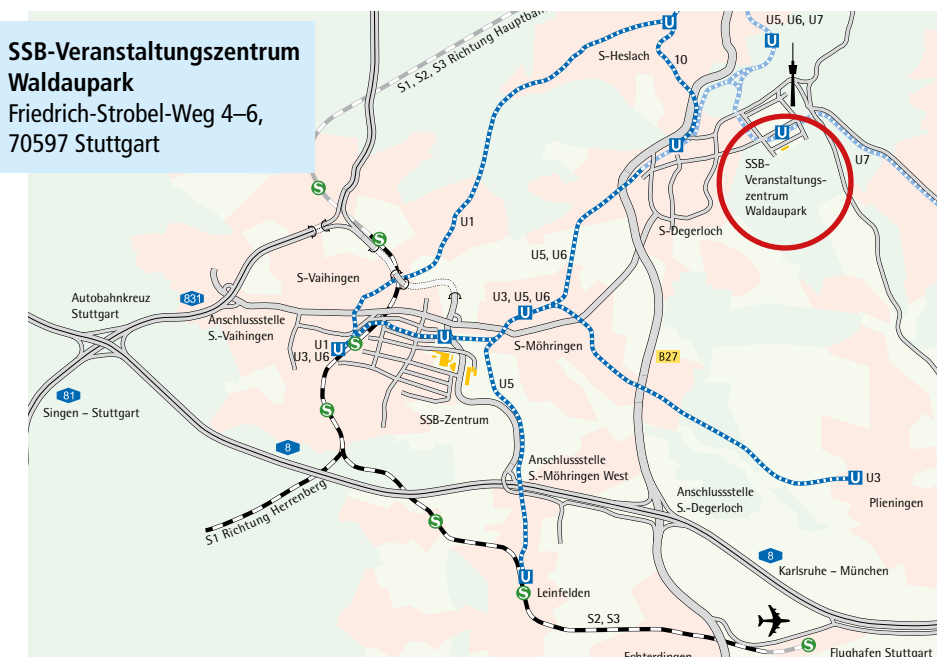 SSB-Veranstaltungszentrum
Waldaupark
Friedrich-Strobel-Weg 4–6,
70597 Stuttgart
S1, S2, S3 Richtung
U5, U6, U7
U
U
S-Heslach
10
U
U
U7
SSB-
Veranstaltungs-
zentrum
Waldaupark
S
U1
S-Degerloch
S
U5, U6
S-Vaihingen
Autobahnkreuz
Stuttgart
831
Anschlussstelle
S.-Vaihingen
U3, U5, U6
U
U1
U3, U6
U
S
U
S-Möhringen
B27
81
Singen – Stuttgart
U5
S
SSB-Zentrum
8
Anschlussstelle
S.-Möhringen West
U
U3
Plieningen
Anschlussstelle
S.-Degerloch
S1 Richtung Herrenberg
S
8
Karlsruhe – München
U
S
Leinfelden
S2, S3
S
Flughafen Stuttgart